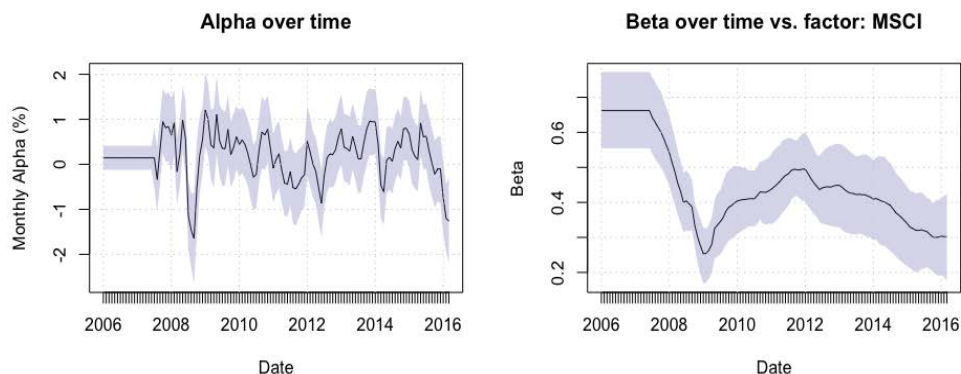 Alpha over time
Monthly Alpha (%)
2
1
0
-1
-2
2006 2008 2010 2012 2014 2016
Date
Beta over time vs. factor: MSCI
Beta
0.6
0.4
0.2
2006 2008 2010 2012 2014 2016
Date